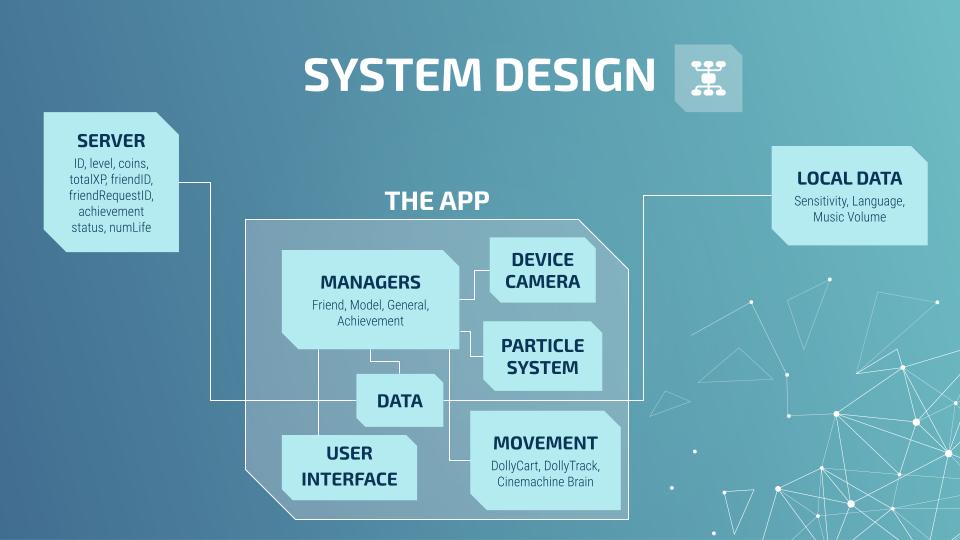 SYSTEM DESIGN
SERVER
ID, level, coins,
totalXP, friendID,
friendRequestID,
achievement
status, numLife
LOCAL DATA
Sensitivity, Language,
Music Volume
THE APP
MANAGERS
Friend, Model, General,
Achievement
DEVICE
CAMERA
PARTICLE
SYSTEM
DATA
USER
INTERFACE
MOVEMENT
DollyCart, DollyTrack,
Cinemachine Brain